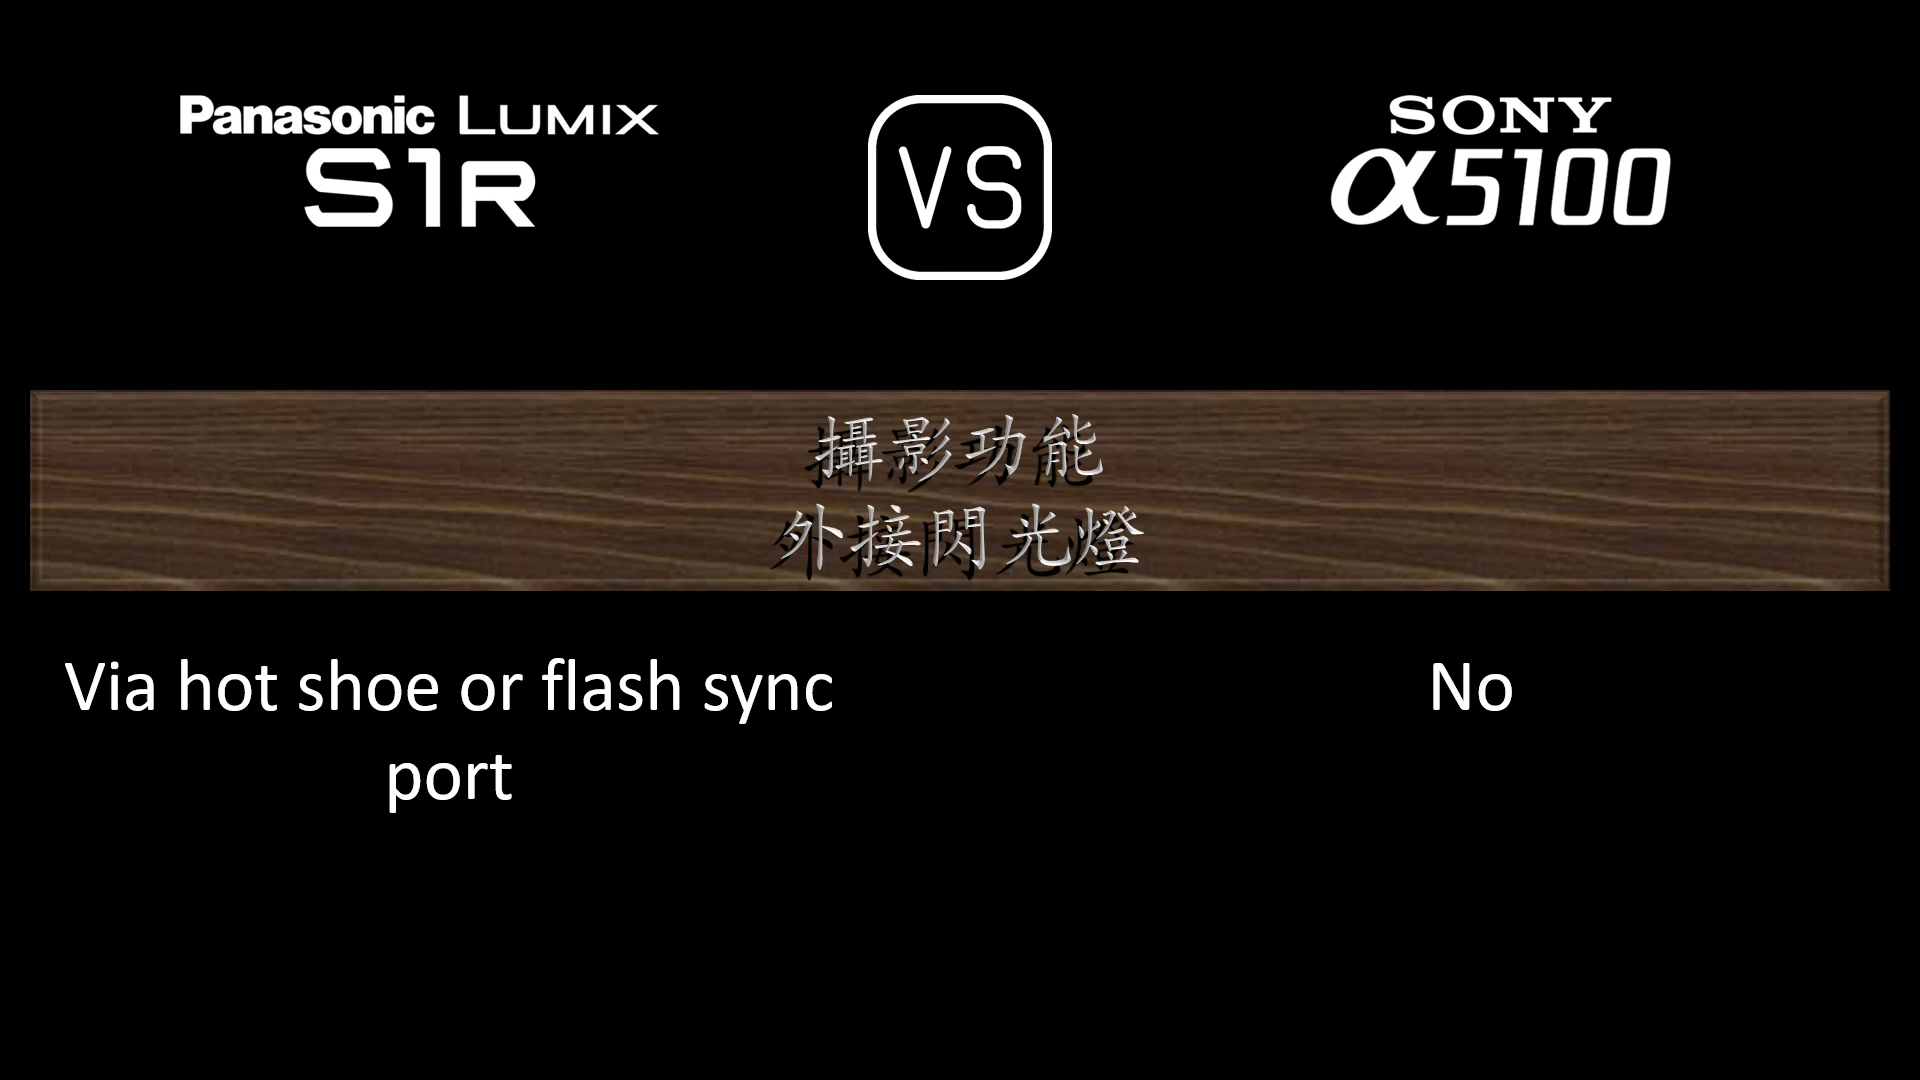 Panasonic LUMIX
S1R
VS
SONY
α5100
攝影功能
外接閃光燈
Via hot shoe or flash sync
port
No